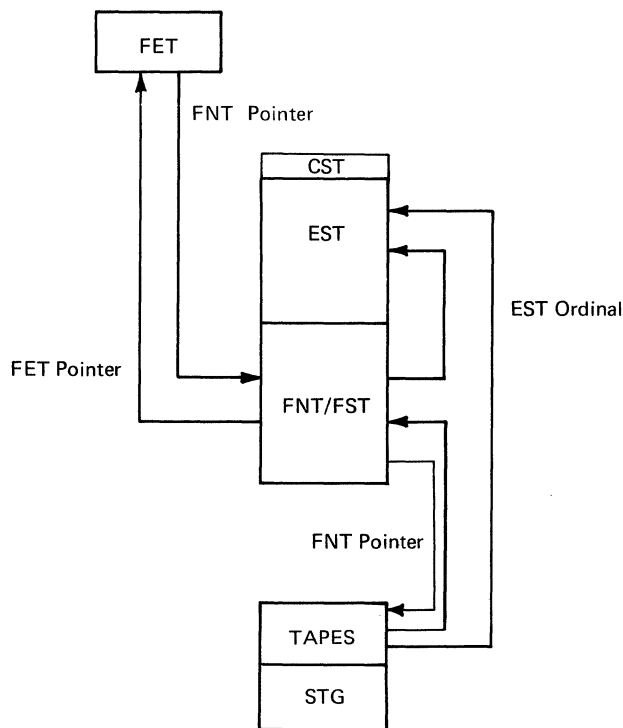 FET
FNT Pointer
CST
EST
EST Ordinal
FET Pointer
FNT/FST
FNT Pointer
TAPES
STG